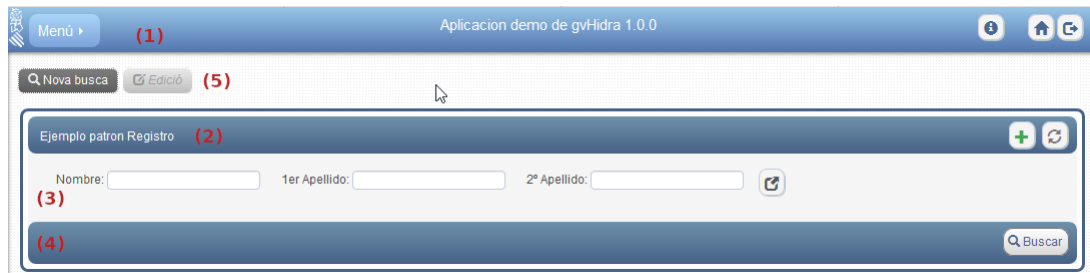 Menú (1) Aplicacion demo de gvHidra 1.0.0
Nova busca Edició (5)
Ejemplo patron Registro (2)
Nombre: 1er Apellido: 2º Apellido:
(3)
(4) Buscar